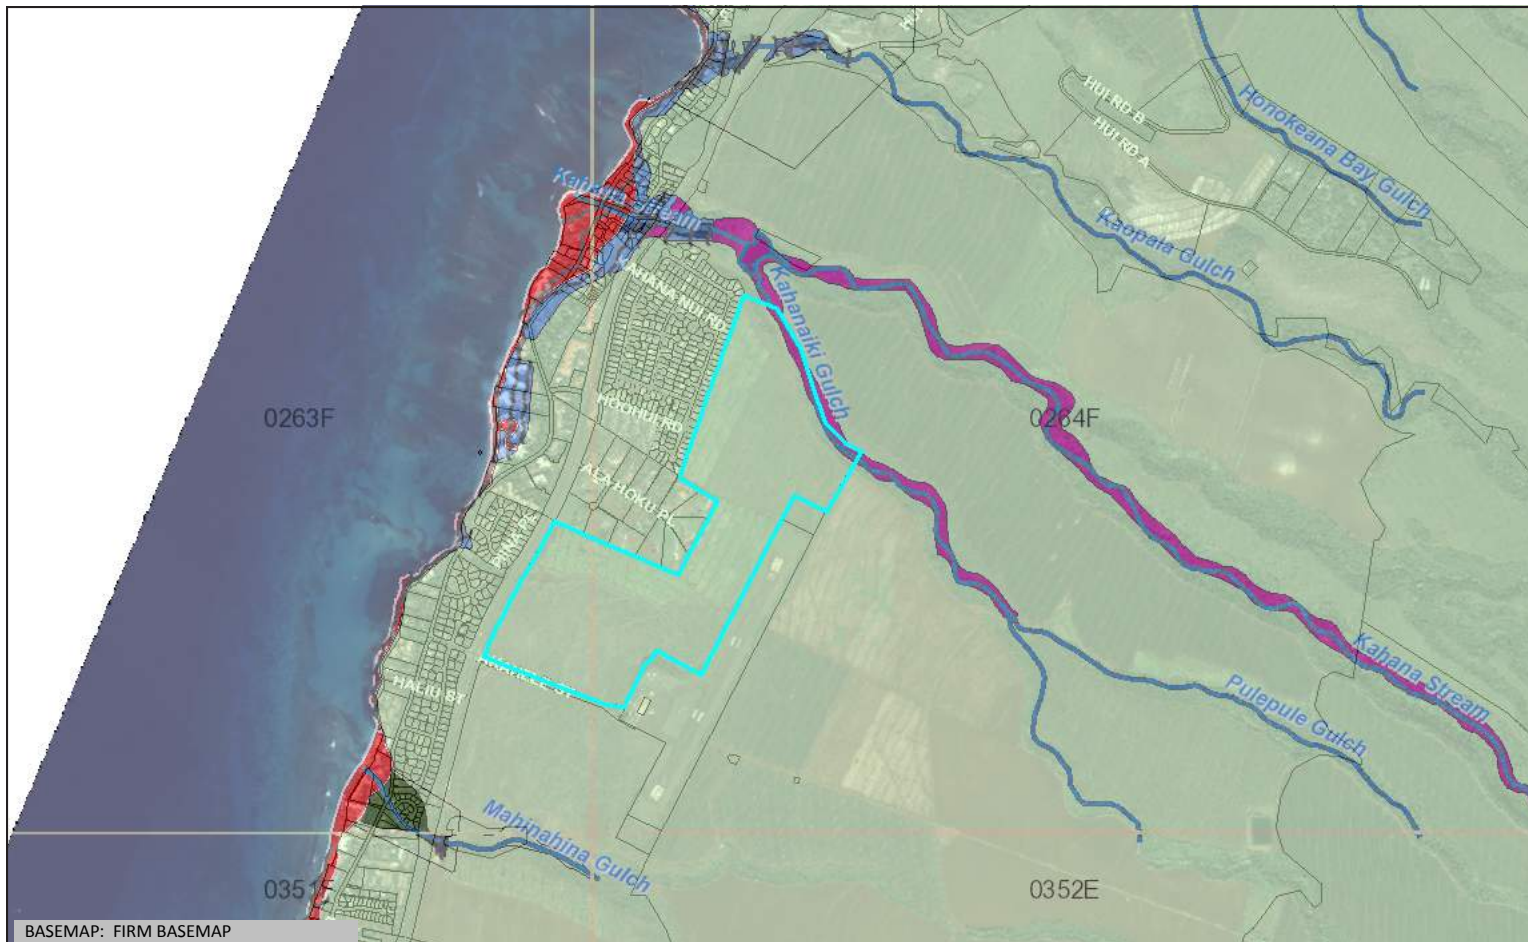 HUI RD B
HUI RD A
Honokeana Bay Gulch
Kaopala Gulch
Kahana Stream
KAHANA NUI RD
Kahanaiki Gulch
0263F
0264F
HOOHUI RD
ALA HOKU PL
HALIU ST
Kahana Stream
Pulepule Gulch
Mahinahina Gulch
0351F
0352E
BASEMAP: FIRM BASEMAP